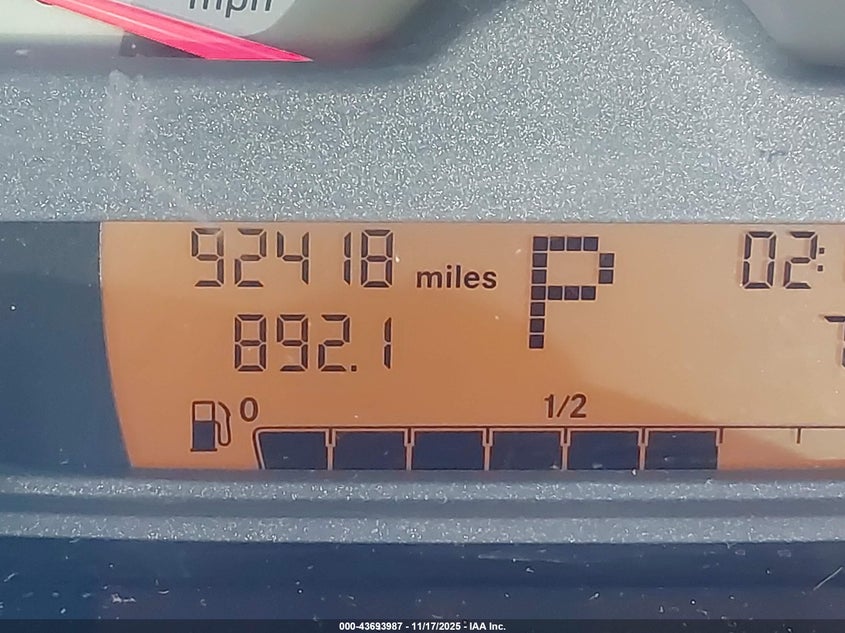 mph
92418 miles P 02:
892.1
0 1/2
000-43693987 - 11/17/2025 - IAA Inc.